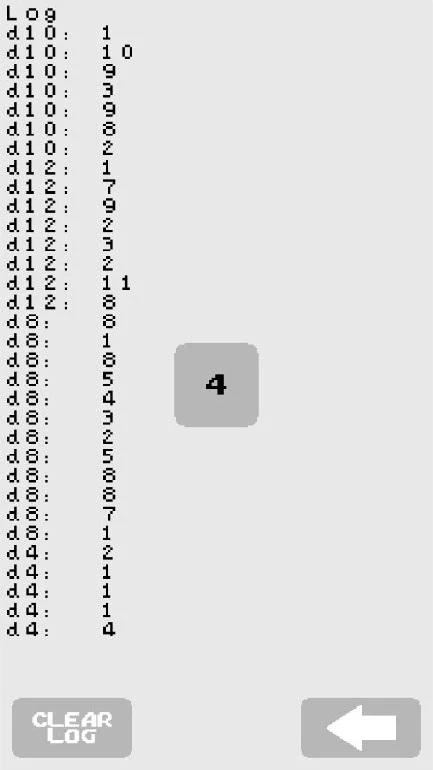 Log
d10: 1
d10: 10
d10: 9
d10: 3
d10: 9
d10: 8
d10: 2
d12: 1
d12: 7
d12: 9
d12: 2
d12: 3
d12: 2
d12: 11
d12: 8
d8: 8
d8: 1
d8: 8
d8: 5
d8: 4
d8: 3
d8: 2
d8: 5
d8: 8
d8: 8
d8: 7
d8: 1
d4: 2
d4: 1
d4: 1
d4: 1
d4: 4
4
CLEAR
LOG